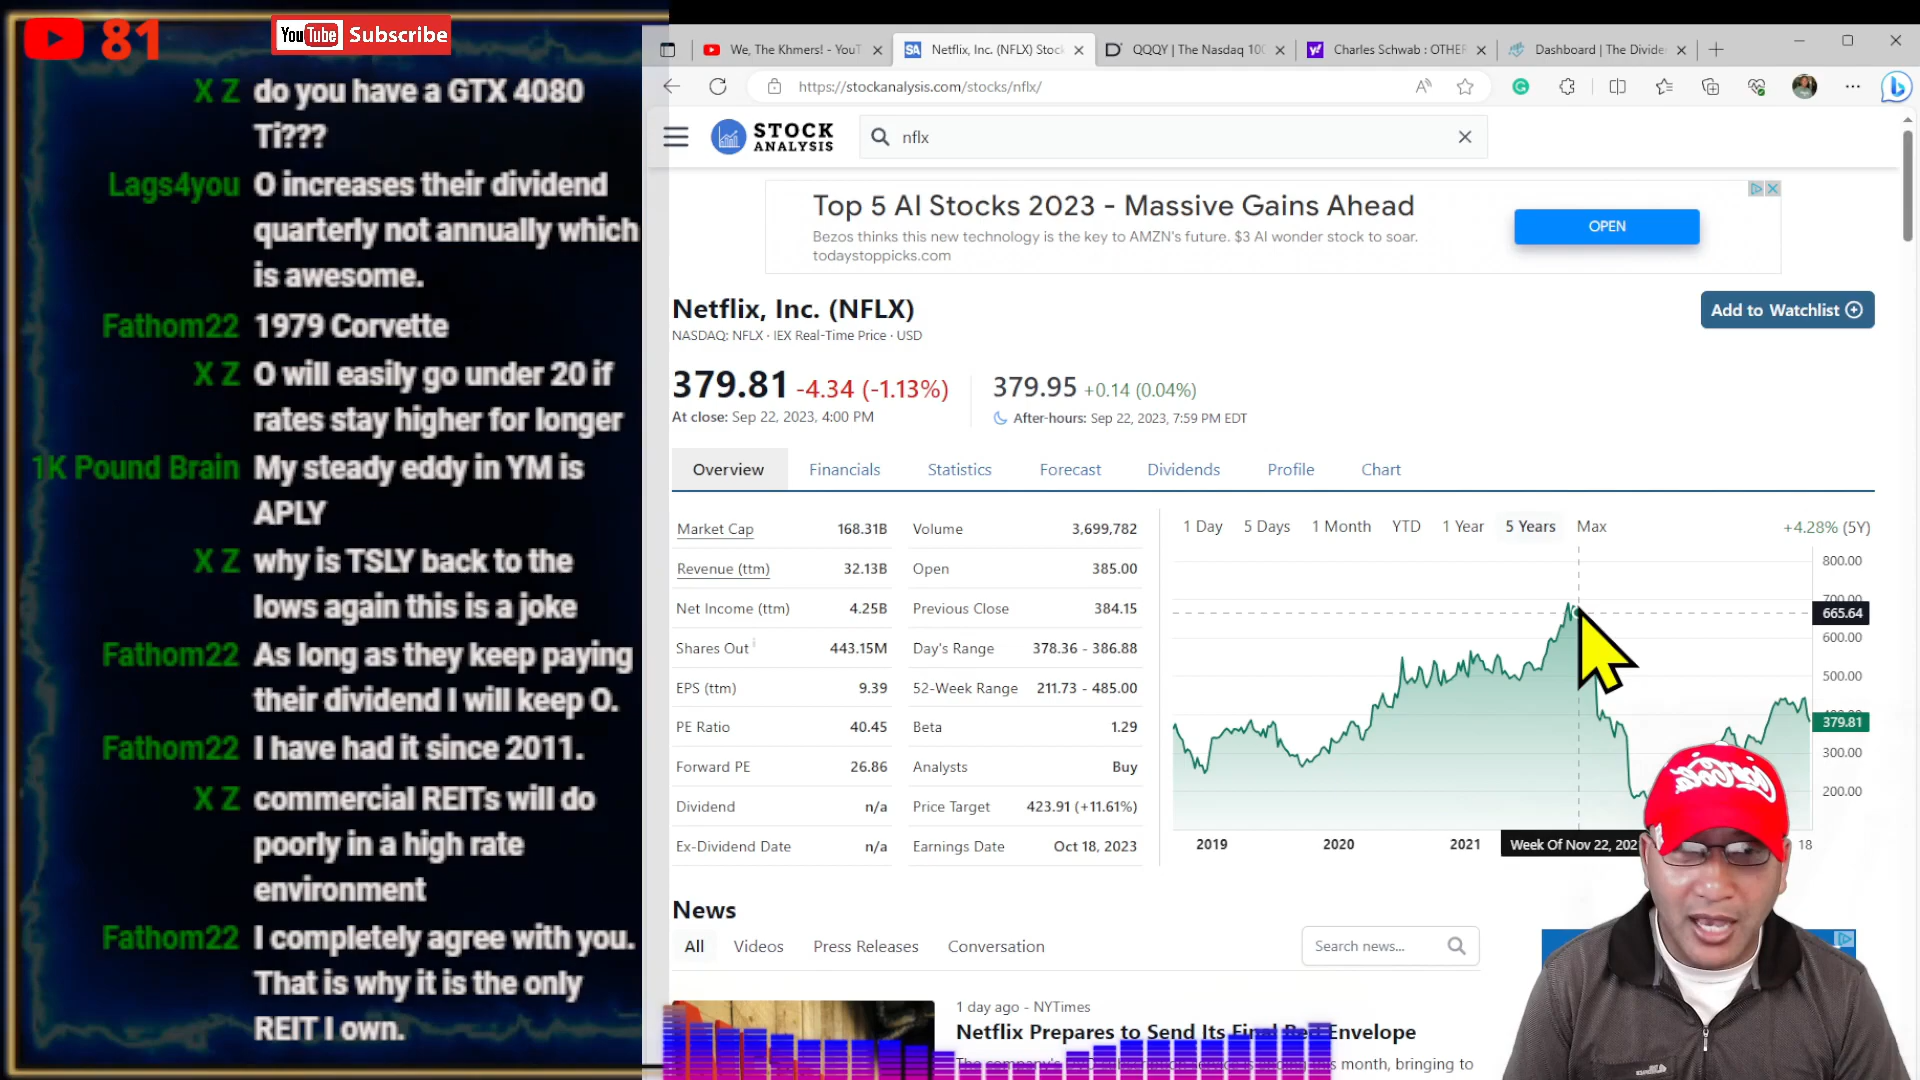 81
YouTube Subscribe
X Z do you have a GTX 4080
Ti???
Lags4you O increases their dividend
quarterly not annually which
is awesome.
Fathom22 1979 Corvette
X Z O will easily go under 20 if
rates stay higher for longer
1K Pound Brain My steady eddy in YM is
APLY
X Z why is TSLY back to the
lows again this is a joke
Fathom22 As long as they keep paying
their dividend I will keep O.
Fathom22 I have had it since 2011.
X Z commercial REITs will do
poorly in a high rate
environment
Fathom22 I completely agree with you.
That is why it is the only
REIT I own.
We, The Khmers! - YouT
SA Netflix, Inc. (NFLX) Stock
QQQY | The Nasdaq 100
Charles Schwab : OTHER
Dashboard | The Divide
https://stockanalysis.com/stocks/nflx/
STOCK
ANALYSIS
nflx
Top 5 AI Stocks 2023 - Massive Gains Ahead
Bezos thinks this new technology is the key to AMZN's future. $3 AI wonder stock to soar.
todaystoppicks.com
OPEN
Netflix, Inc. (NFLX)
NASDAQ: NFLX · IEX Real-Time Price · USD
Add to Watchlist
379.81 -4.34 (-1.13%)
At close: Sep 22, 2023, 4:00 PM
379.95 +0.14 (0.04%)
After-hours: Sep 22, 2023, 7:59 PM EDT
Overview Financials Statistics Forecast Dividends Profile Chart
Market Cap 168.31B Volume 3,699,782
Revenue (ttm) 32.13B Open 385.00
Net Income (ttm) 4.25B Previous Close 384.15
Shares Out 443.15M Day's Range 378.36 - 386.88
EPS (ttm) 9.39 52-Week Range 211.73 - 485.00
PE Ratio 40.45 Beta 1.29
Forward PE 26.86 Analysts Buy
Dividend n/a Price Target 423.91 (+11.61%)
Ex-Dividend Date n/a Earnings Date Oct 18, 2023
1 Day 5 Days 1 Month YTD 1 Year 5 Years Max +4.28% (5Y)
800.00
700.00
665.64
600.00
500.00
400.00
379.81
300.00
200.00
2019 2020 2021 Week Of Nov 22, 202 18
Coca-Cola
News
All Videos Press Releases Conversation
Search news...
1 day ago - NYTimes
Netflix Prepares to Send Its Final Red Envelope
The company's this month, bringing to